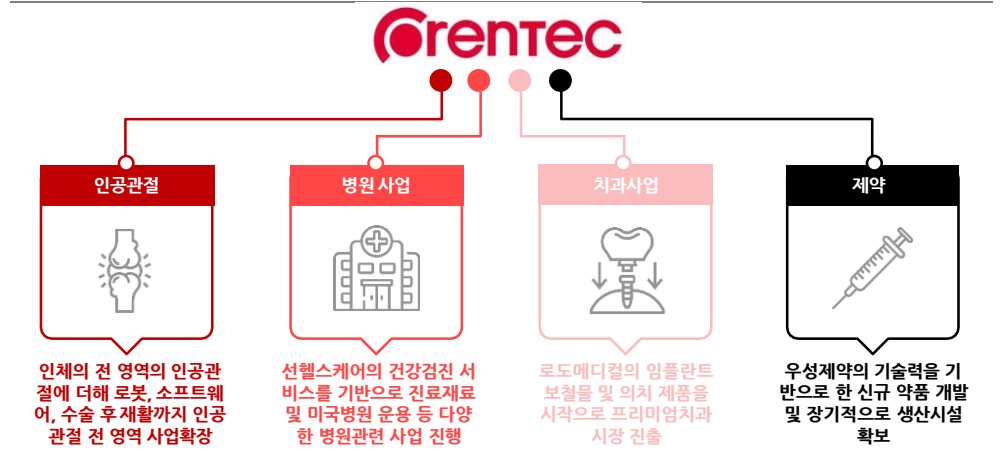 Corentec
인공관절
병원 사업
치과사업
제약
인체의 전 영역의 인공관
절에 더해 로봇, 소프트웨
어, 수술 후 재활까지 인공
관절 전 영역 사업확장
선헬스케어의 건강검진 서
비스를 기반으로 진료재료
및 미국병원 운용 등 다양
한 병원관련 사업 진행
로도메디컬의 임플란트
보철물 및 의치 제품을
시작으로 프리미엄치과
시장 진출
우성제약의 기술력을 기
반으로 한 신규 약품 개발
및 장기적으로 생산시설
확보